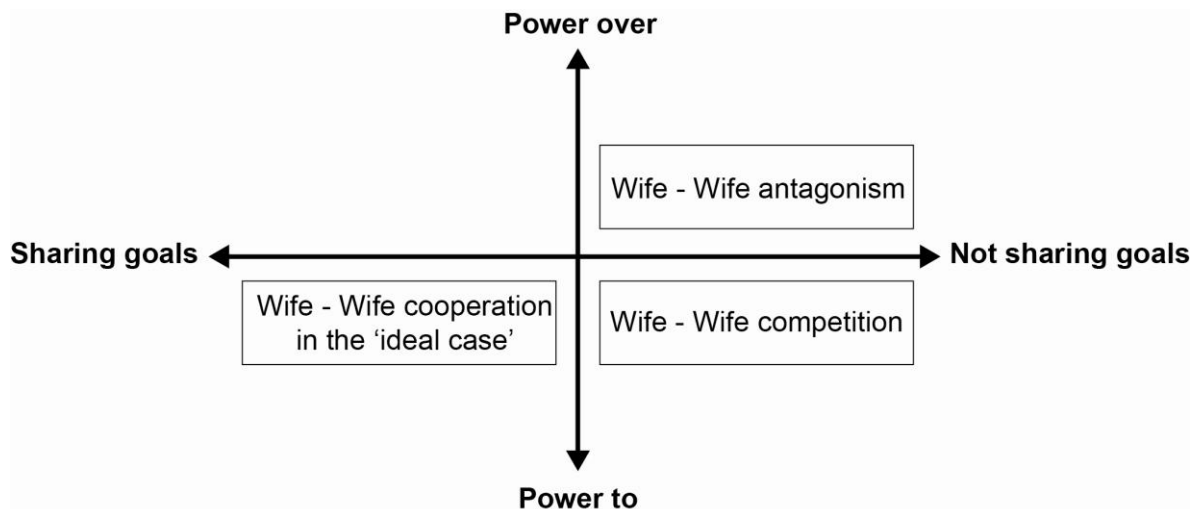 Power over
Wife - Wife antagonism
Sharing goals
Not sharing goals
Wife - Wife cooperation
in the ‘ideal case’
Wife - Wife competition
Power to